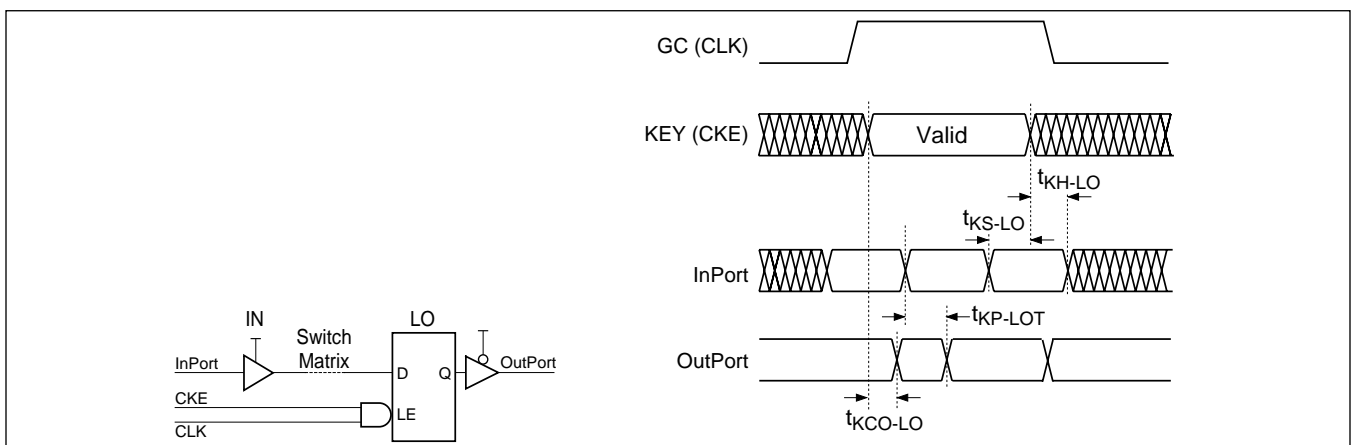 GC (CLK)
KEY (CKE)
Valid
tKH-LO
tKS-LO
InPort
tKP-LOT
OutPort
tKCO-LO
IN
LO
Switch
Matrix
InPort
D
Q
OutPort
CKE
LE
CLK